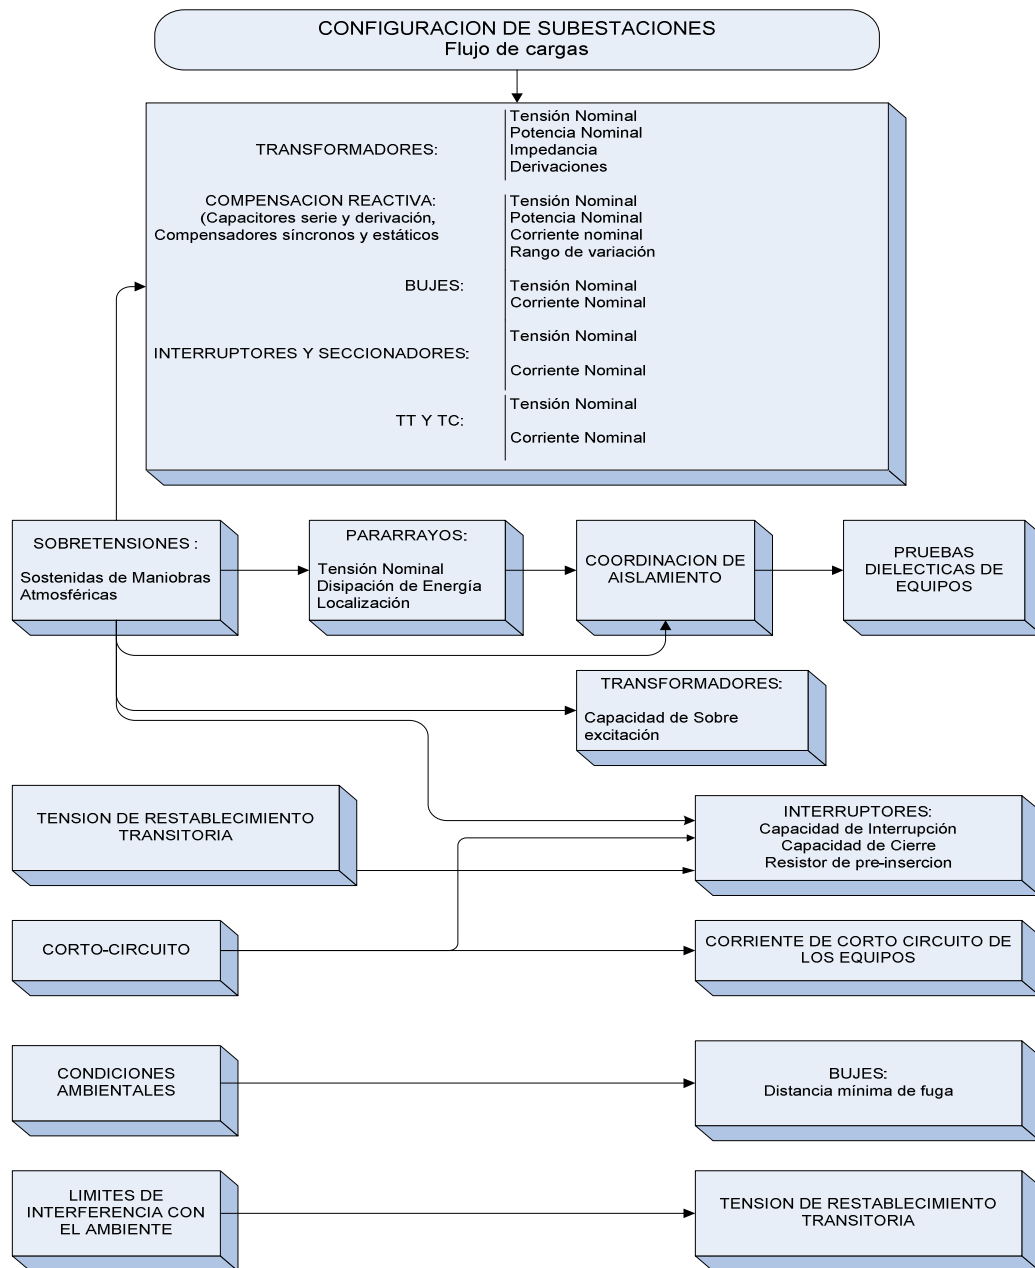 CONFIGURACION DE SUBESTACIONES
Flujo de cargas
TRANSFORMADORES:
Tensión Nominal
Potencia Nominal
Impedancia
Derivaciones
COMPENSACION REACTIVA:
(Capacitores serie y derivación,
Compensadores síncronos y estáticos
Tensión Nominal
Potencia Nominal
Corriente nominal
Rango de variación
BUJES:
Tensión Nominal
Corriente Nominal
INTERRUPTORES Y SECCIONADORES:
Tensión Nominal
Corriente Nominal
TT Y TC:
Tensión Nominal
Corriente Nominal
SOBRETENSIONES :
Sostenidas de Maniobras
Atmosféricas
PARARRAYOS:
Tensión Nominal
Disipación de Energía
Localización
COORDINACION DE
AISLAMIENTO
PRUEBAS
DIELECTICAS DE
EQUIPOS
TRANSFORMADORES:
Capacidad de Sobre
excitación
TENSION DE RESTABLECIMIENTO
TRANSITORIA
INTERRUPTORES:
Capacidad de Interrupción
Capacidad de Cierre
Resistor de pre-insercion
CORTO-CIRCUITO
CORRIENTE DE CORTO CIRCUITO DE
LOS EQUIPOS
CONDICIONES
AMBIENTALES
BUJES:
Distancia mínima de fuga
LIMITES DE
INTERFERENCIA CON
EL AMBIENTE
TENSION DE RESTABLECIMIENTO
TRANSITORIA